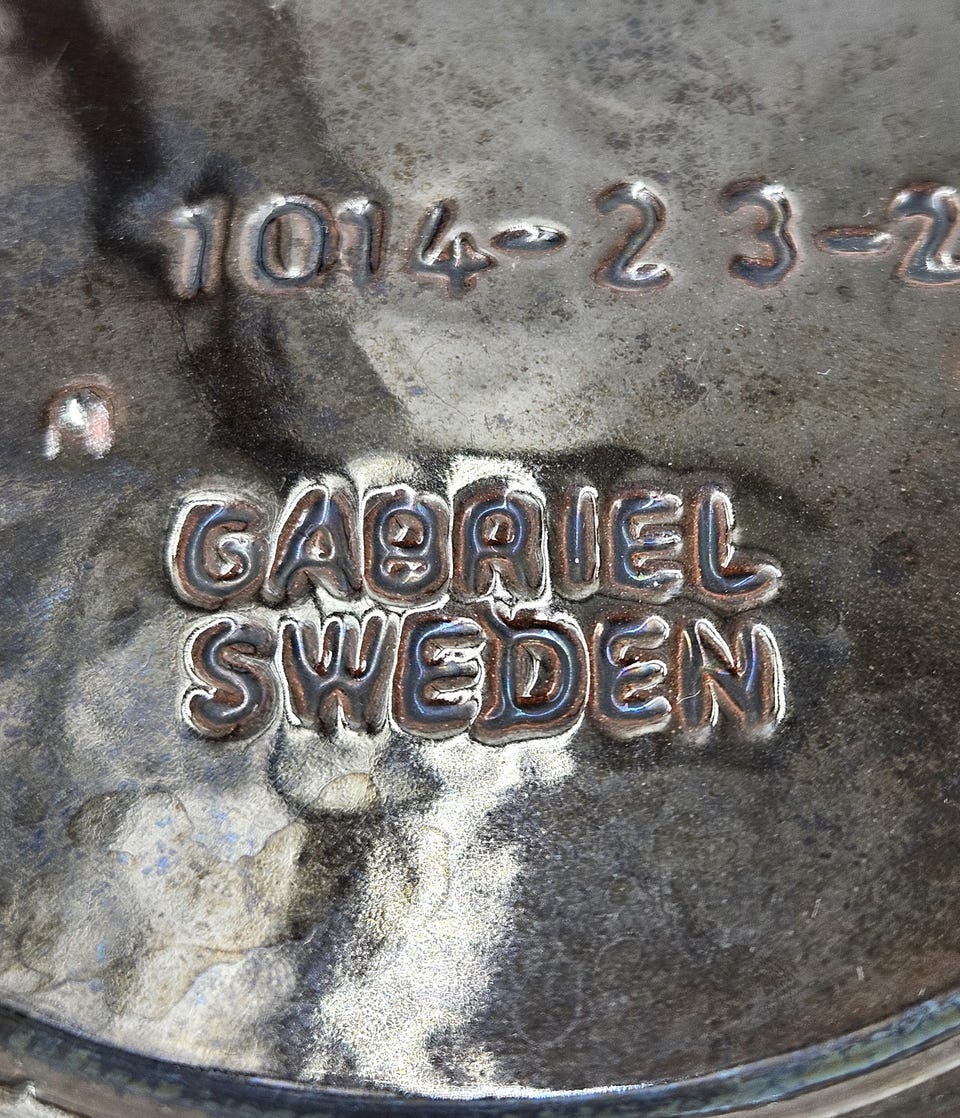 1014-23-2
A
GABRIEL
SWEDEN